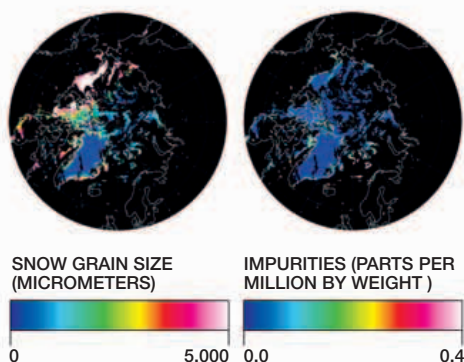 SNOW GRAIN SIZE
(MICROMETERS)
0 5.000
IMPURITIES (PARTS PER
MILLION BY WEIGHT )
0.0 0.4